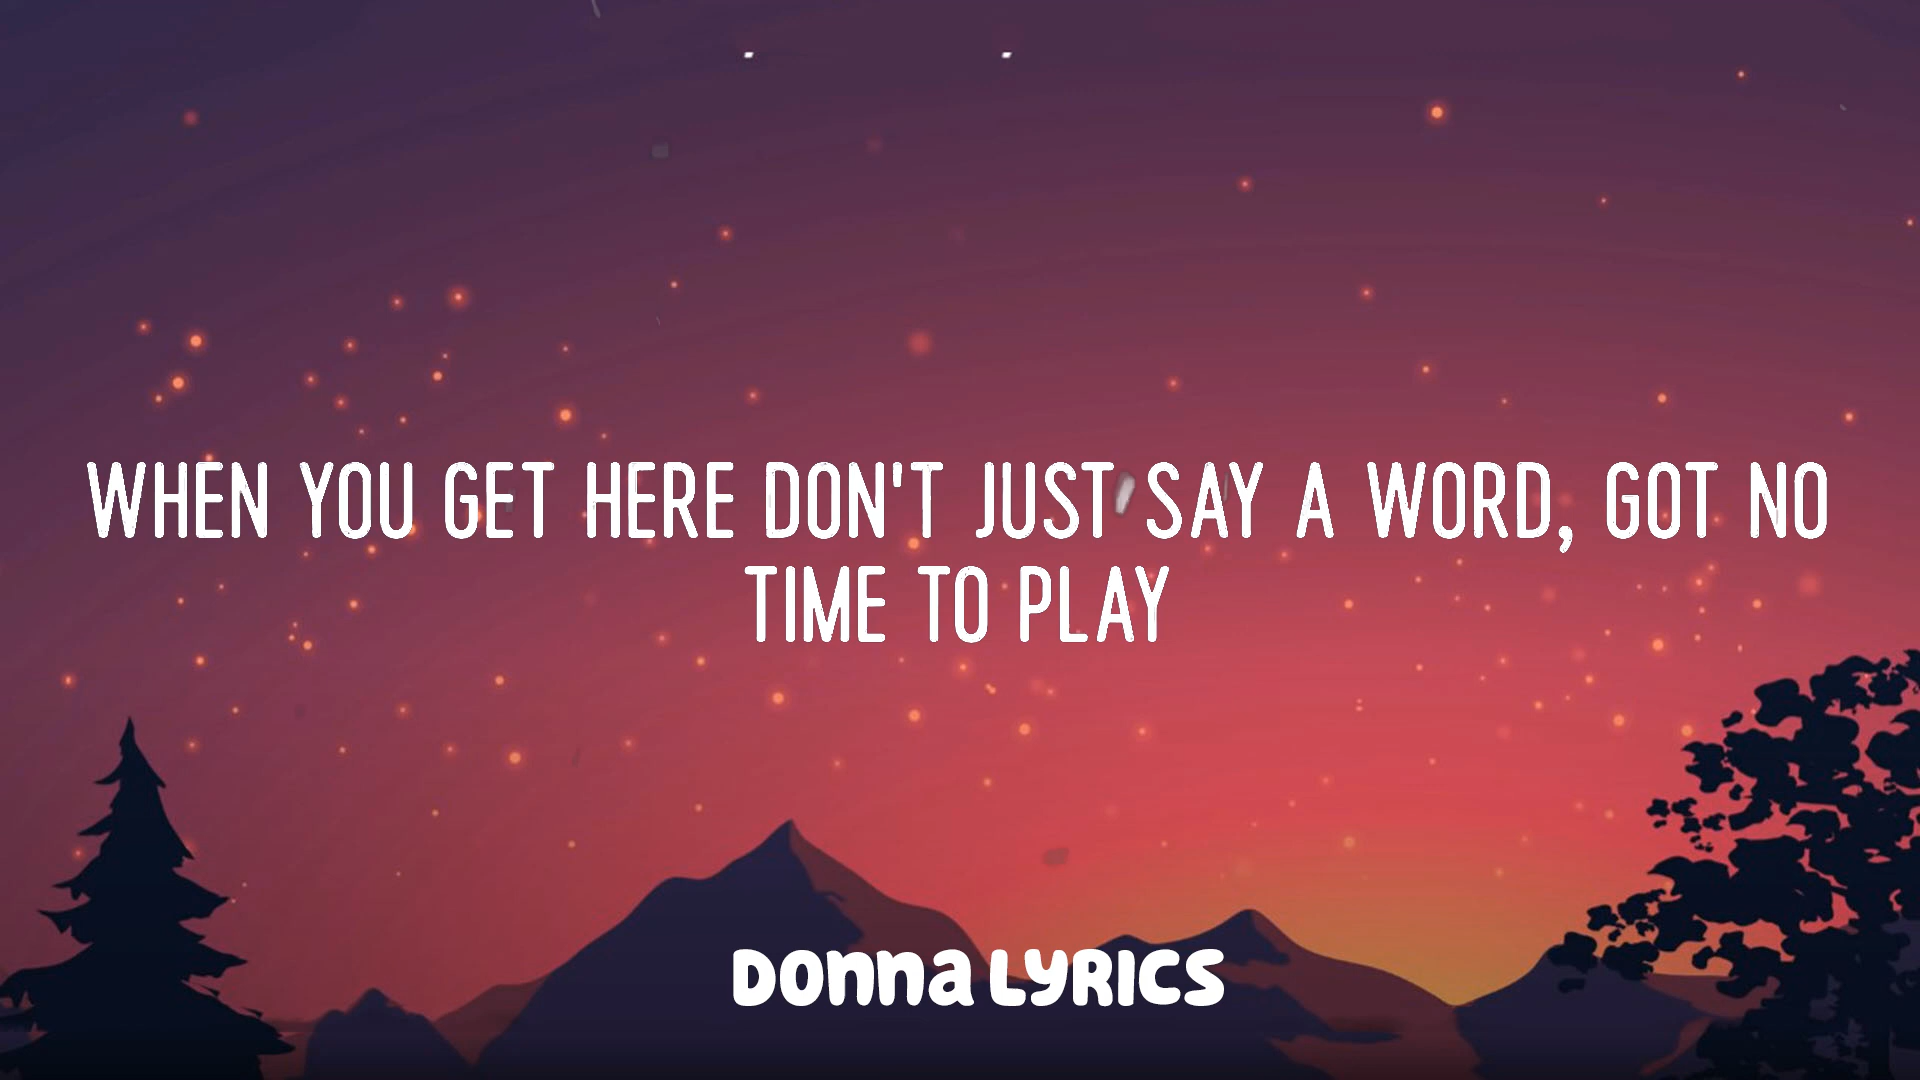 WHEN YOU GET HERE DON'T JUST SAY A WORD, GOT NO
TIME TO PLAY
Donna LYRICS